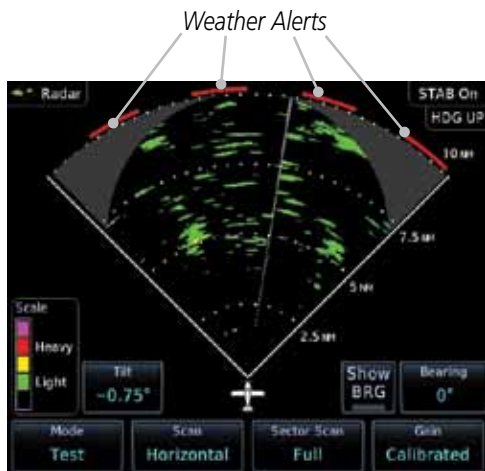 Weather Alerts
Radar
STAB On
HDG UP
10 NM
7.5 NM
5 NM
2.5 NM
Scale
Heavy
Light
Tilt
-0.75°
Show
BRG
Bearing
0°
Mode
Test
Scan
Horizontal
Sector Scan
Full
Gain
Calibrated